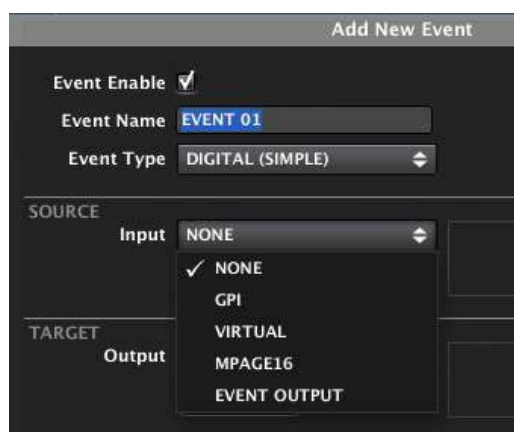 Add New Event
Event Enable
Event Name EVENT 01
Event Type DIGITAL (SIMPLE)
SOURCE
Input NONE
NONE
GPI
VIRTUAL
TARGET
Output
MPAGE16
EVENT OUTPUT